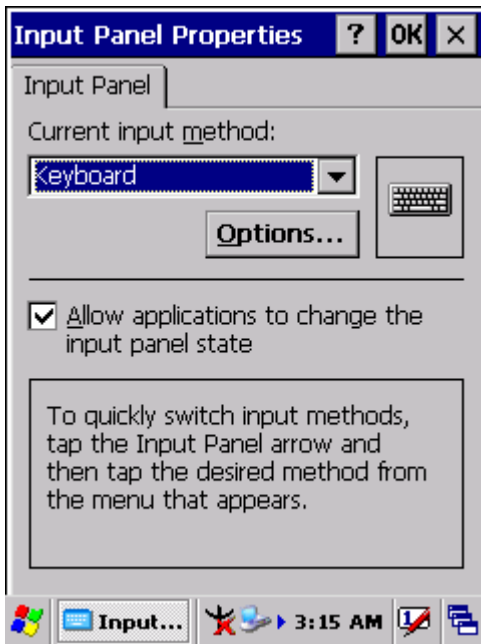 Input Panel Properties ? OK ×
Input Panel
Current input method:
Keyboard
Options...
Allow applications to change the
input panel state
To quickly switch input methods,
tap the Input Panel arrow and
then tap the desired method from
the menu that appears.
Input... 3:15 AM